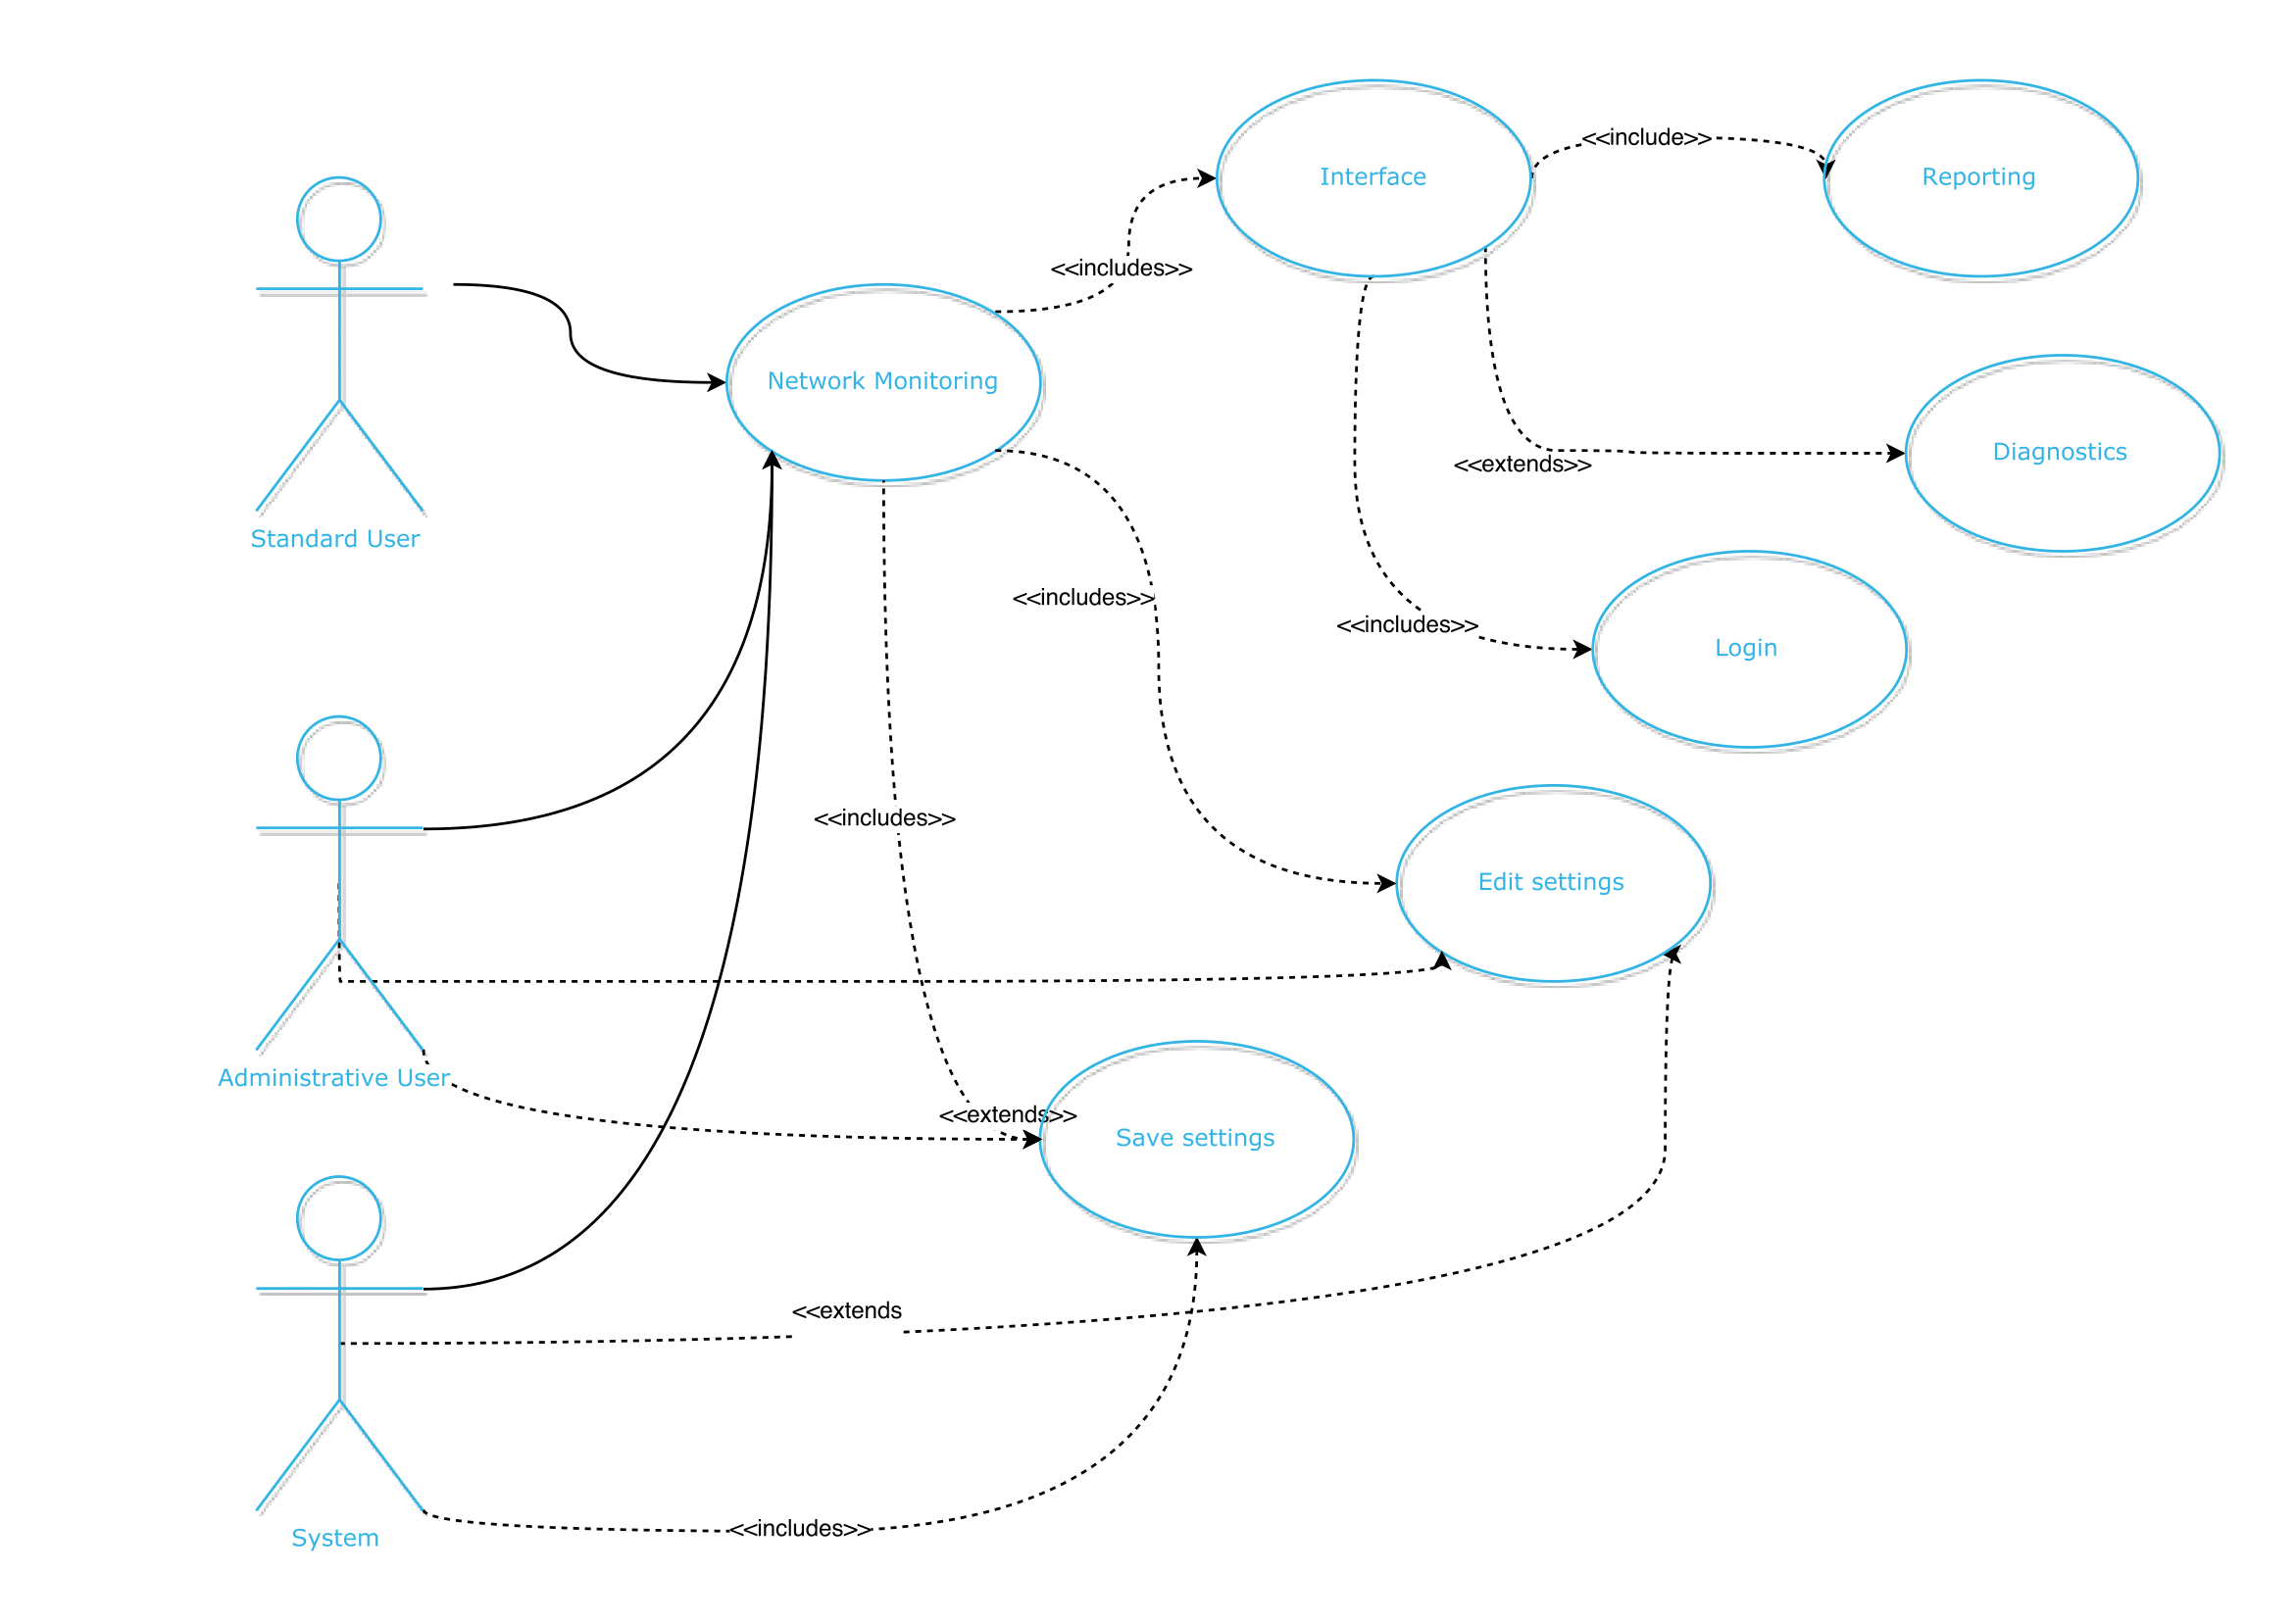 <<include>>
Interface
Reporting
<<includes>>
Network Monitoring
Diagnostics
<<extends>>
Standard User
<<includes>>
<<includes>>
Login
<<includes>>
Edit settings
Administrative User
<<extends>>
Save settings
<<extends
<<includes>>
System